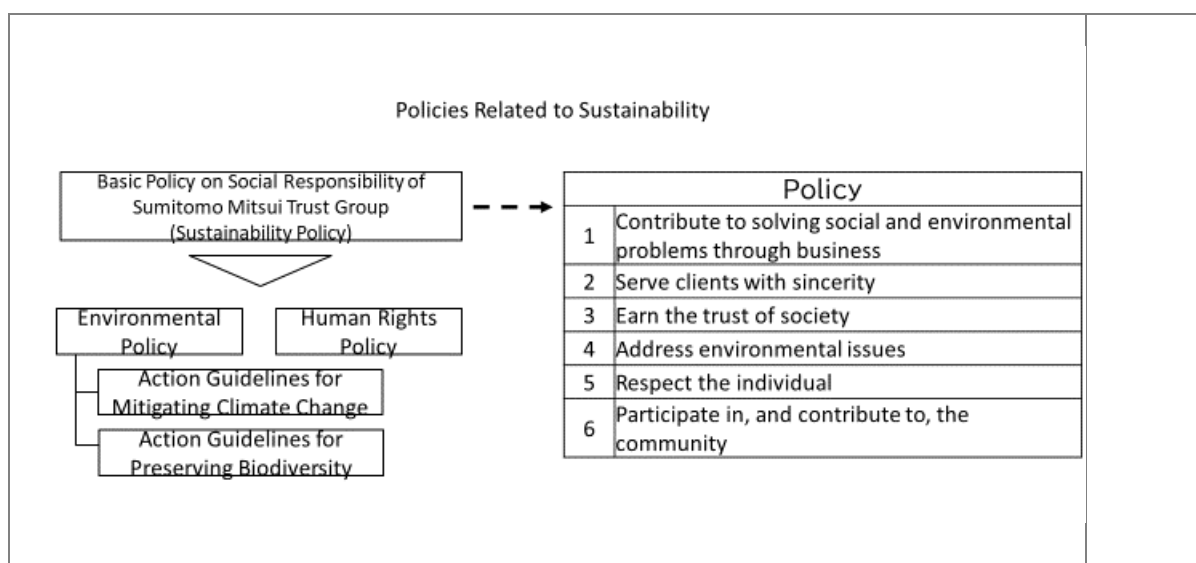 Policies Related to Sustainability
Basic Policy on Social Responsibility of
Sumitomo Mitsui Trust Group
(Sustainability Policy)
Environmental
Policy
Human Rights
Policy
Action Guidelines for
Mitigating Climate Change
Action Guidelines for
Preserving Biodiversity
Policy
1 Contribute to solving social and environmental
problems through business
2 Serve clients with sincerity
3 Earn the trust of society
4 Address environmental issues
5 Respect the individual
6 Participate in, and contribute to, the
community